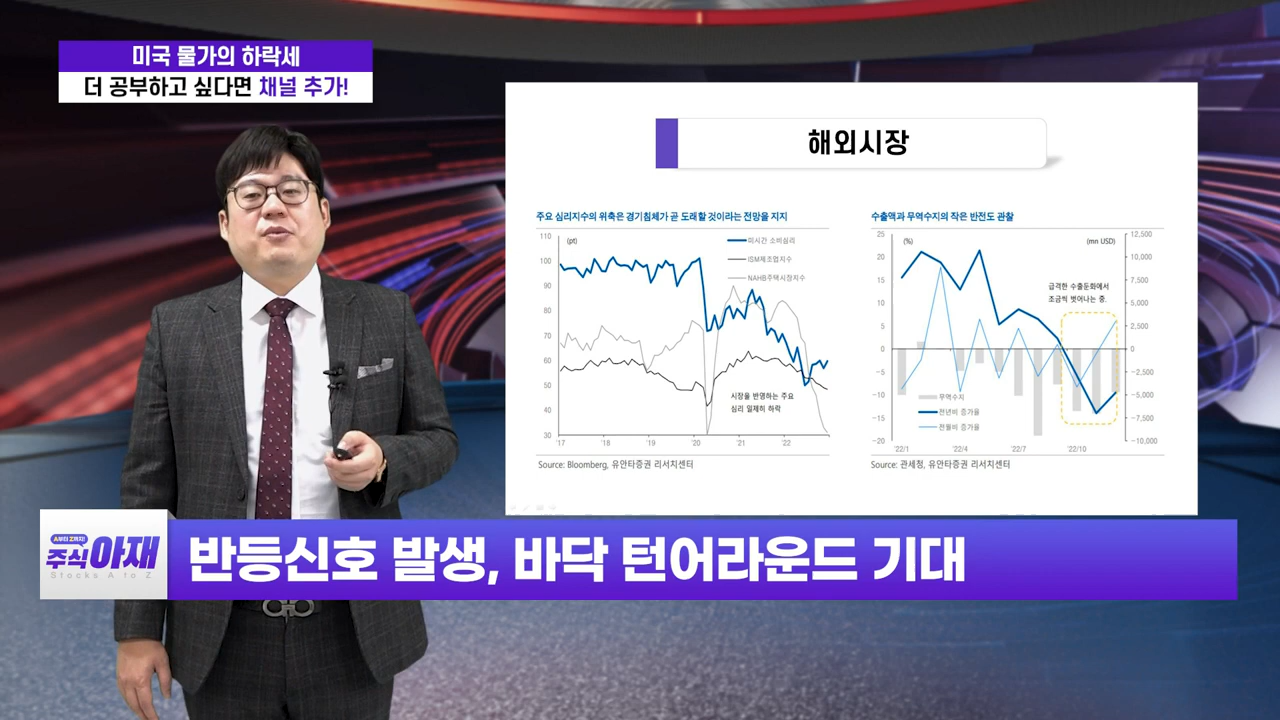 미국 물가의 하락세
더 공부하고 싶다면 채널 추가!
해외시장
주요 심리지수의 위축은 경기침체가 곧 도래할 것이라는 전망을 지지
110
(pt)
미시간 소비심리
100
ISM제조업지수
90
NAHB주택시장지수
80
70
60
50
시장을 반영하는 주요
심리 일제히 하락
40
30
'17
'18
'19
'20
'21
'22
Source: Bloomberg, 유안타증권 리서치센터
수출액과 무역수지의 작은 반전도 관찰
25
(%)
(mn USD)
12,500
20
10,000
15
7,500
급격한 수출둔화에서
조금씩 벗어나는 중.
10
5,000
5
2,500
0
0
-5
-2,500
-10
무역수지
-5,000
전년비 증가율
-15
전월비 증가율
-7,500
-20
-10,000
'22/1
'22/4
'22/7
'22/10
Source: 관세청, 유안타증권 리서치센터
A부터 Z까지!
주식아재
Stocks A to Z
반등신호 발생, 바닥 턴어라운드 기대